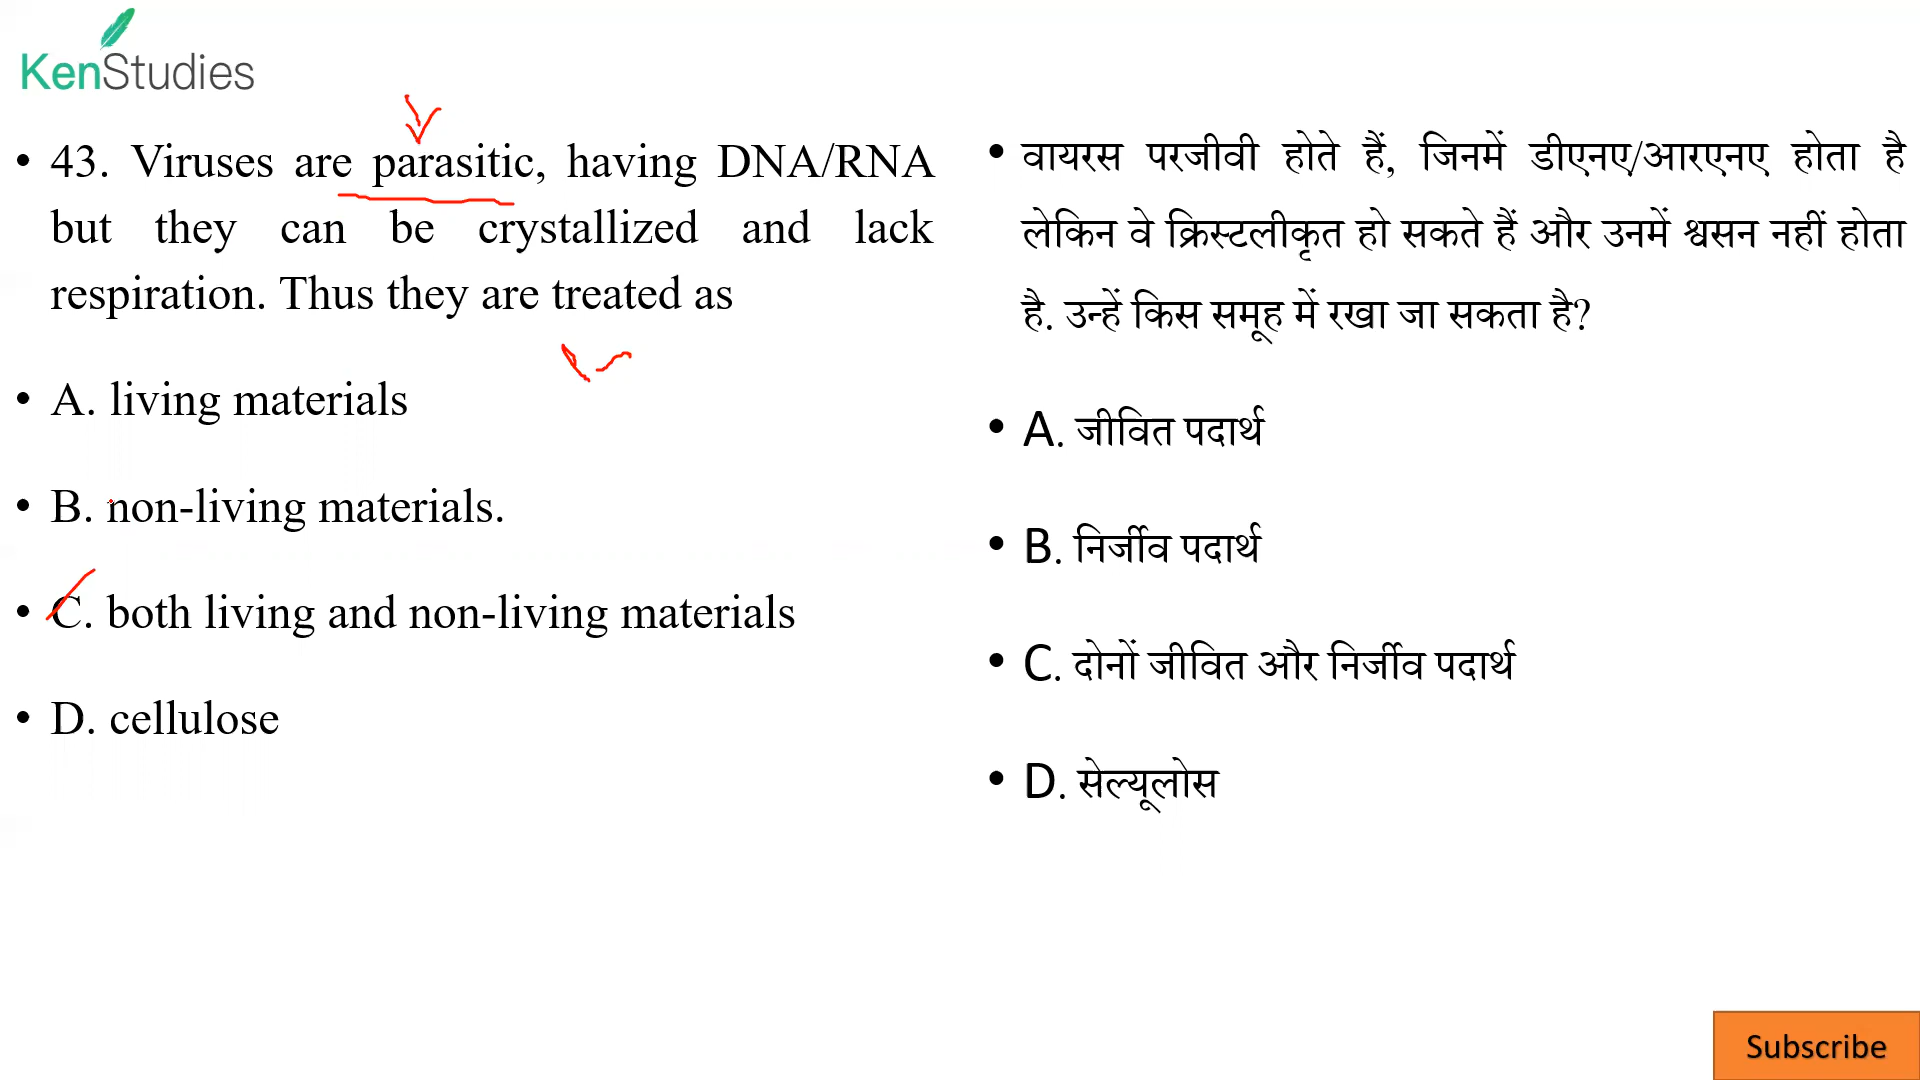 KenStudies
• 43. Viruses are parasitic, having DNA/RNA
but they can be crystallized and lack
respiration. Thus they are treated as
• A. living materials
• B. non-living materials.
• C. both living and non-living materials
• D. cellulose
• वायरस परजीवी होते हैं, जिनमें डीएनए/आरएनए होता है
लेकिन वे क्रिस्टलीकृत हो सकते हैं और उनमें श्वसन नहीं होता
है. उन्हें किस समूह में रखा जा सकता है?
• A. जीवित पदार्थ
• B. निर्जीव पदार्थ
• C. दोनों जीवित और निर्जीव पदार्थ
• D. सेल्यूलोस
Subscribe